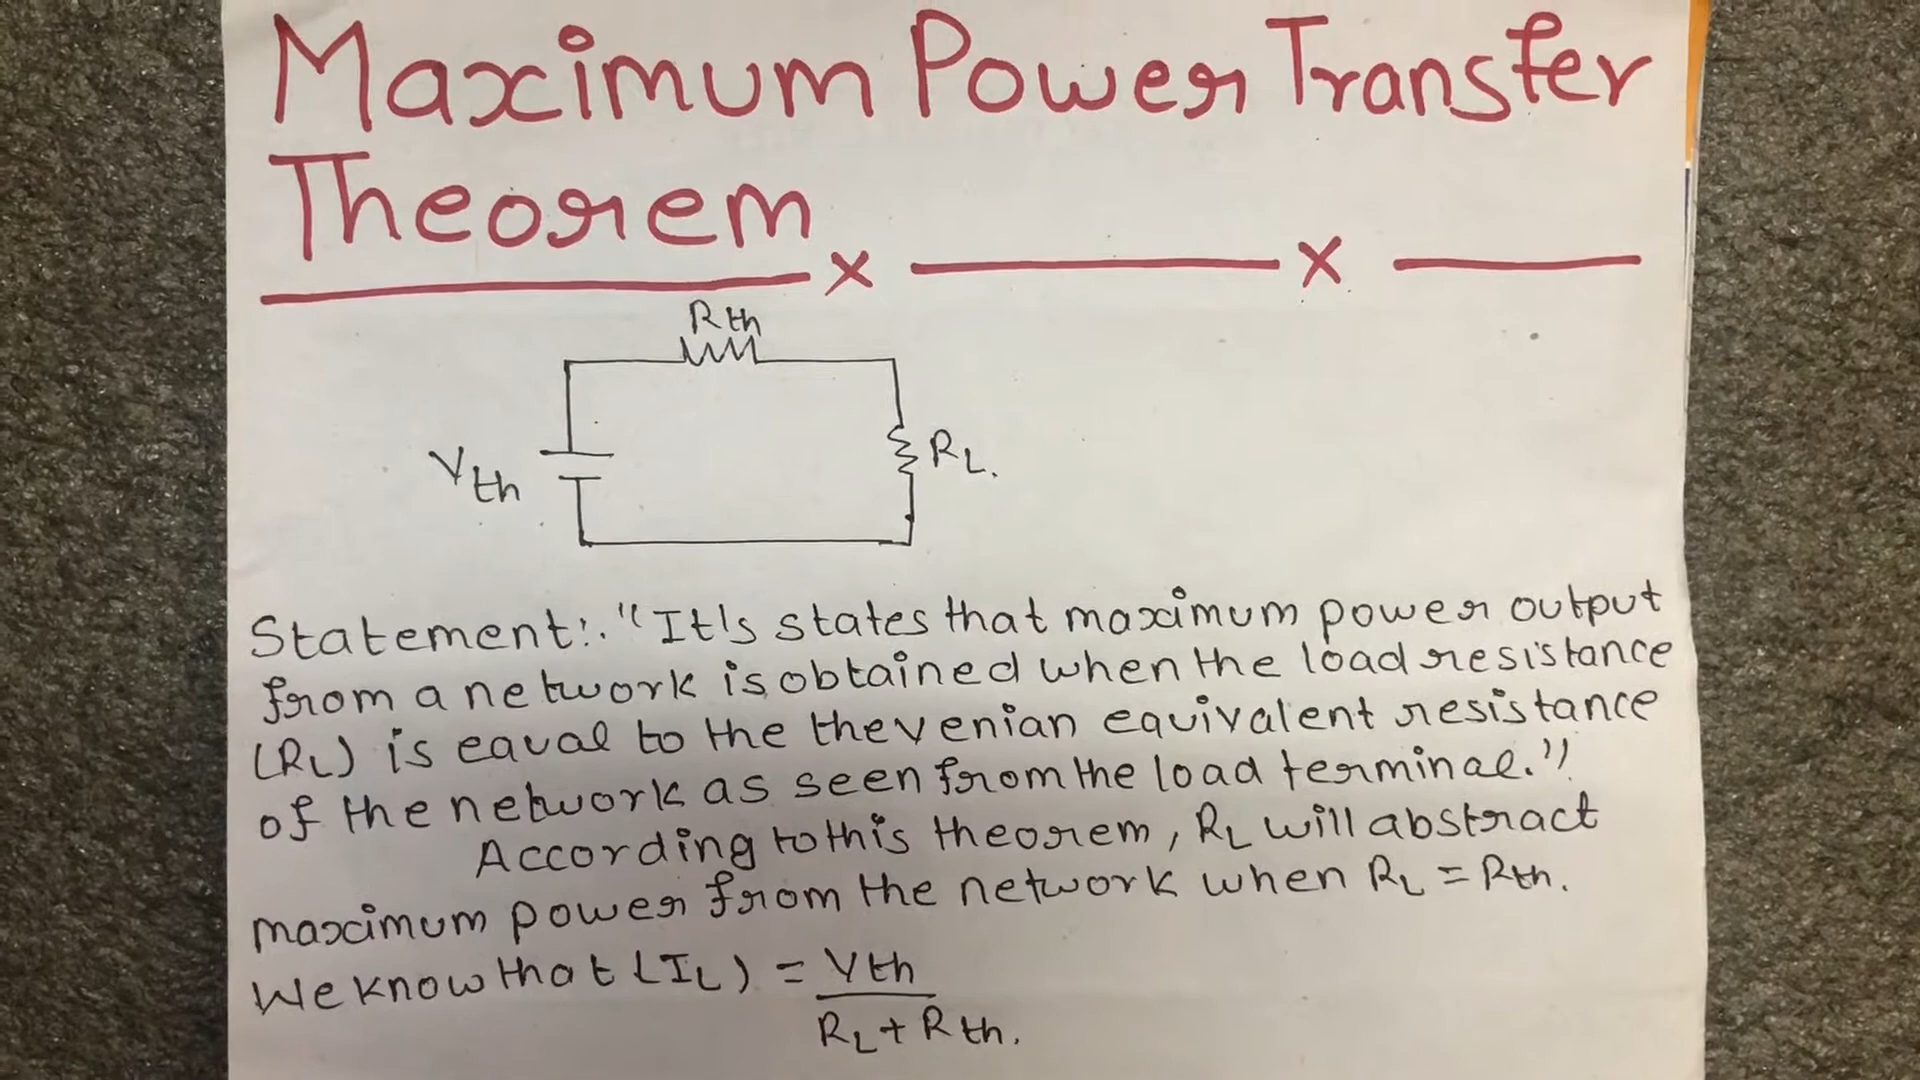 Maximum Power Transfer
Theorem
x x
Rth
Vth
RL.
Statement:. "It's states that maximum power output
from a network is obtained when the load resistance
(RL) is equal to the thevenian equivalent resistance
of the network as seen from the load terminal."
According to this theorem, RL will abstract
maximum power from the network when RL = Rth.
We know that (IL) = Vth
RL + Rth.